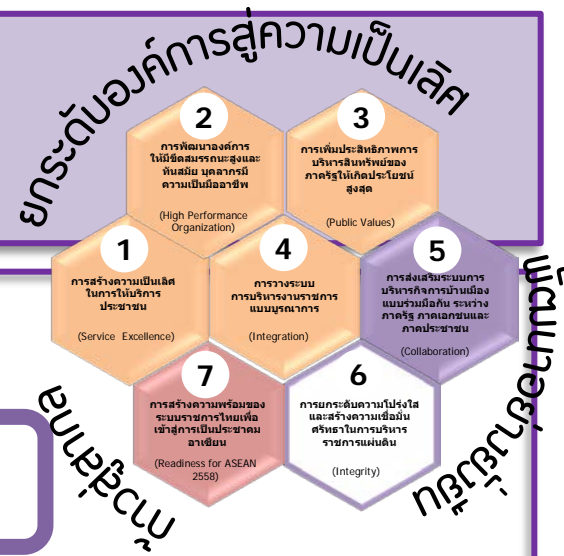 ยกระดับองค์การสู่ความเป็นเลิศ
2
การพัฒนาองค์การ
ให้มีขีดสมรรถนะสูงและ
ทันสมัย บุคลากรมี
ความเป็นมืออาชีพ
(High Performance
Organization)
3
การเพิ่มประสิทธิภาพการ
บริหารสินทรัพย์ของ
ภาครัฐให้เกิดประโยชน์
สูงสุด
(Public Values)
1
การสร้างความเป็นเลิศ
ในการให้บริการ
ประชาชน
(Service Excellence)
4
การวางระบบ
การบริหารงานราชการ
แบบบูรณาการ
(Integration)
5
การส่งเสริมระบบการ
บริหารกิจการบ้านเมือง
แบบร่วมมือกัน ระหว่าง
ภาครัฐ ภาคเอกชนและ
ภาคประชาชน
(Collaboration)
7
การสร้างความพร้อมของ
ระบบราชการไทยเพื่อ
เข้าสู่การเป็นประชาคม
อาเซียน
(Readiness for ASEAN
2558)
6
การยกระดับความโปร่งใส
และสร้างความเชื่อมั่น
ศรัทธาในการบริหาร
ราชการแผ่นดิน
(Integrity)
พัฒนาอย่างยั่งยืน
ก้าวสู่สากล